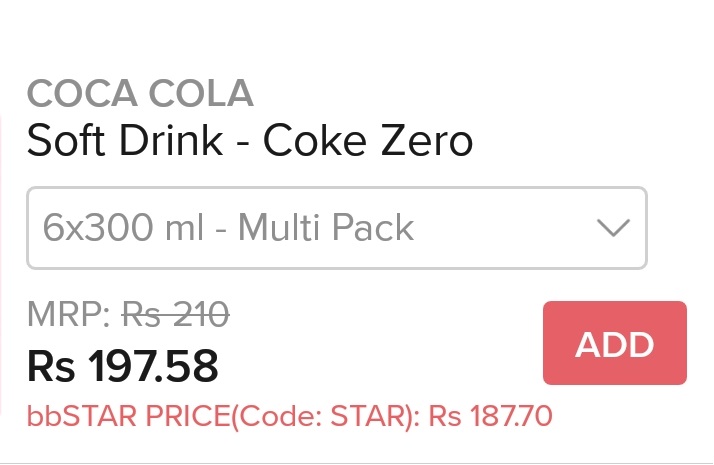 COCA COLA
Soft Drink - Coke Zero
6x300 ml - Multi Pack
MRP: Rs 210
Rs 197.58
ADD
bbSTAR PRICE(Code: STAR): Rs 187.70